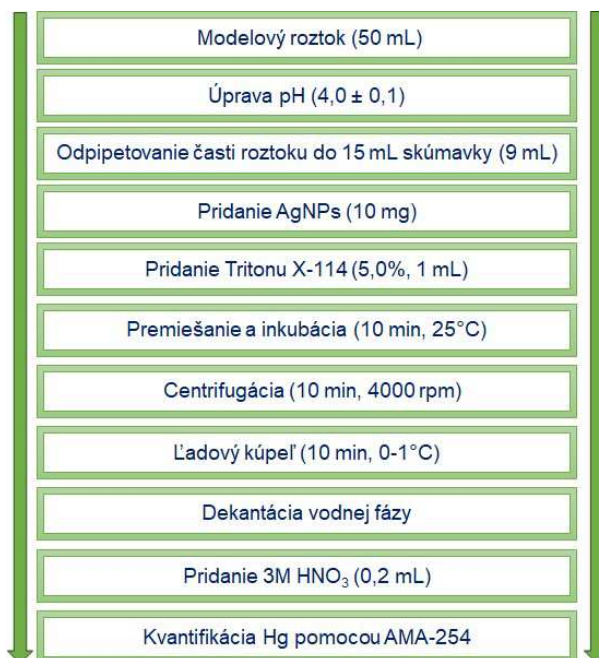 Modelový roztok (50 mL)
Úprava pH (4,0 ± 0,1)
Odpipetovanie časti roztoku do 15 mL skúmavky (9 mL)
Pridanie AgNPs (10 mg)
Pridanie Tritonu X-114 (5,0%, 1 mL)
Premiešanie a inkubácia (10 min, 25°C)
Centrifugácia (10 min, 4000 rpm)
Ľadový kúpeľ (10 min, 0-1°C)
Dekantácia vodnej fázy
Pridanie 3M HNO₃ (0,2 mL)
Kvantifikácia Hg pomocou AMA-254